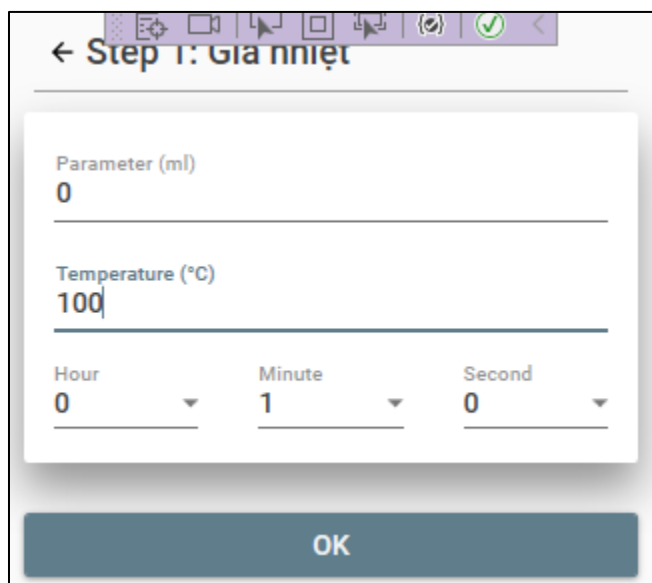 ← Step 1: Gia nhiệt
Parameter (ml)
0
Temperature (°C)
100
Hour Minute Second
0 1 0
OK